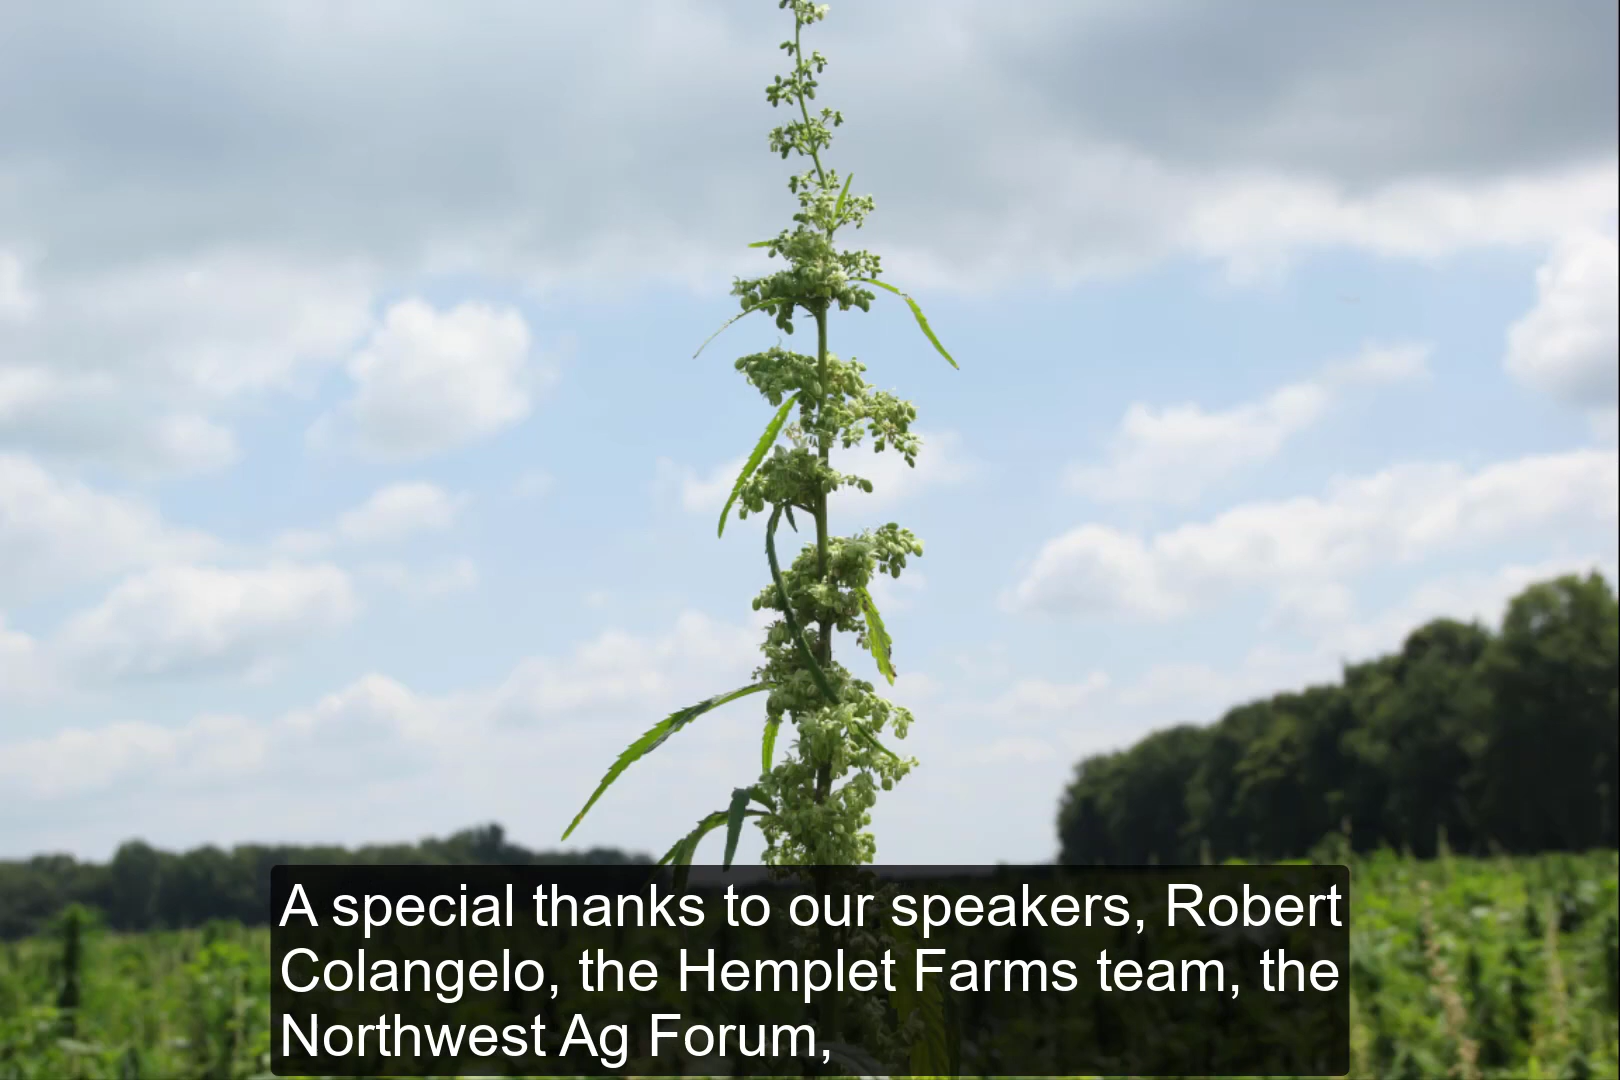 A special thanks to our speakers, Robert
Colangelo, the Hemplet Farms team, the
Northwest Ag Forum,